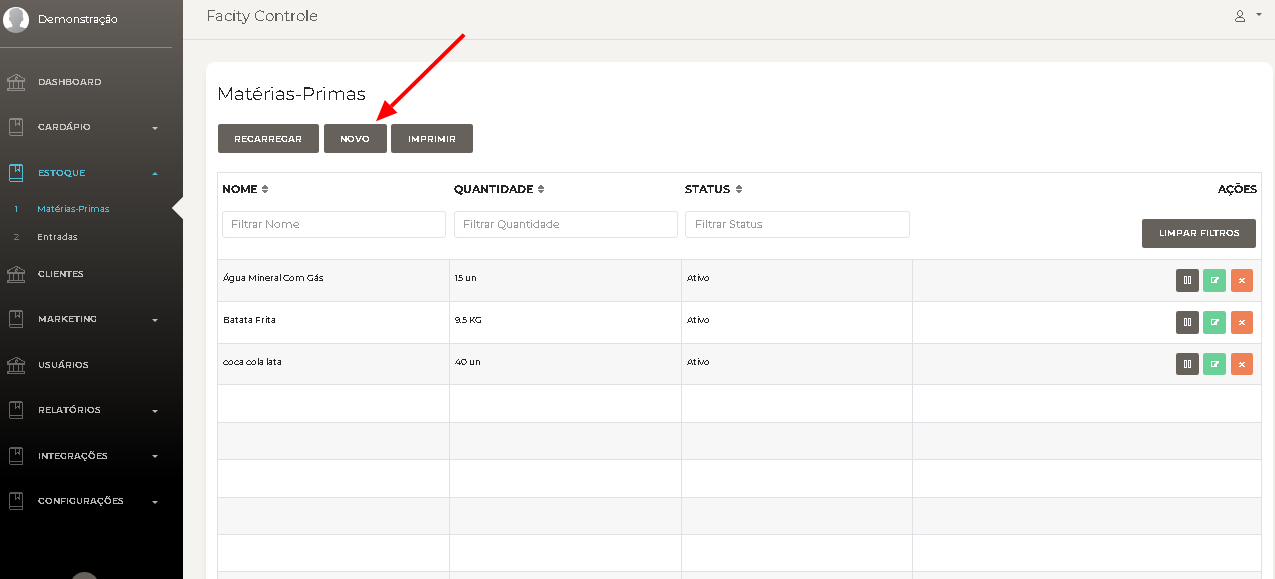 Demonstração
Facity Controle
DASHBOARD
CARDÁPIO
ESTOQUE
1 Matérias-Primas
2 Entradas
CLIENTES
MARKETING
USUÁRIOS
RELATÓRIOS
INTEGRAÇÕES
CONFIGURAÇÕES
Matérias-Primas
RECARREGAR NOVO IMPRIMIR
NOME QUANTIDADE STATUS AÇÕES
Filtrar Nome Filtrar Quantidade Filtrar Status LIMPAR FILTROS
Água Mineral Com Gás 15 un Ativo
Batata Frita 9.5 KG Ativo
coca cola lata 40 un Ativo